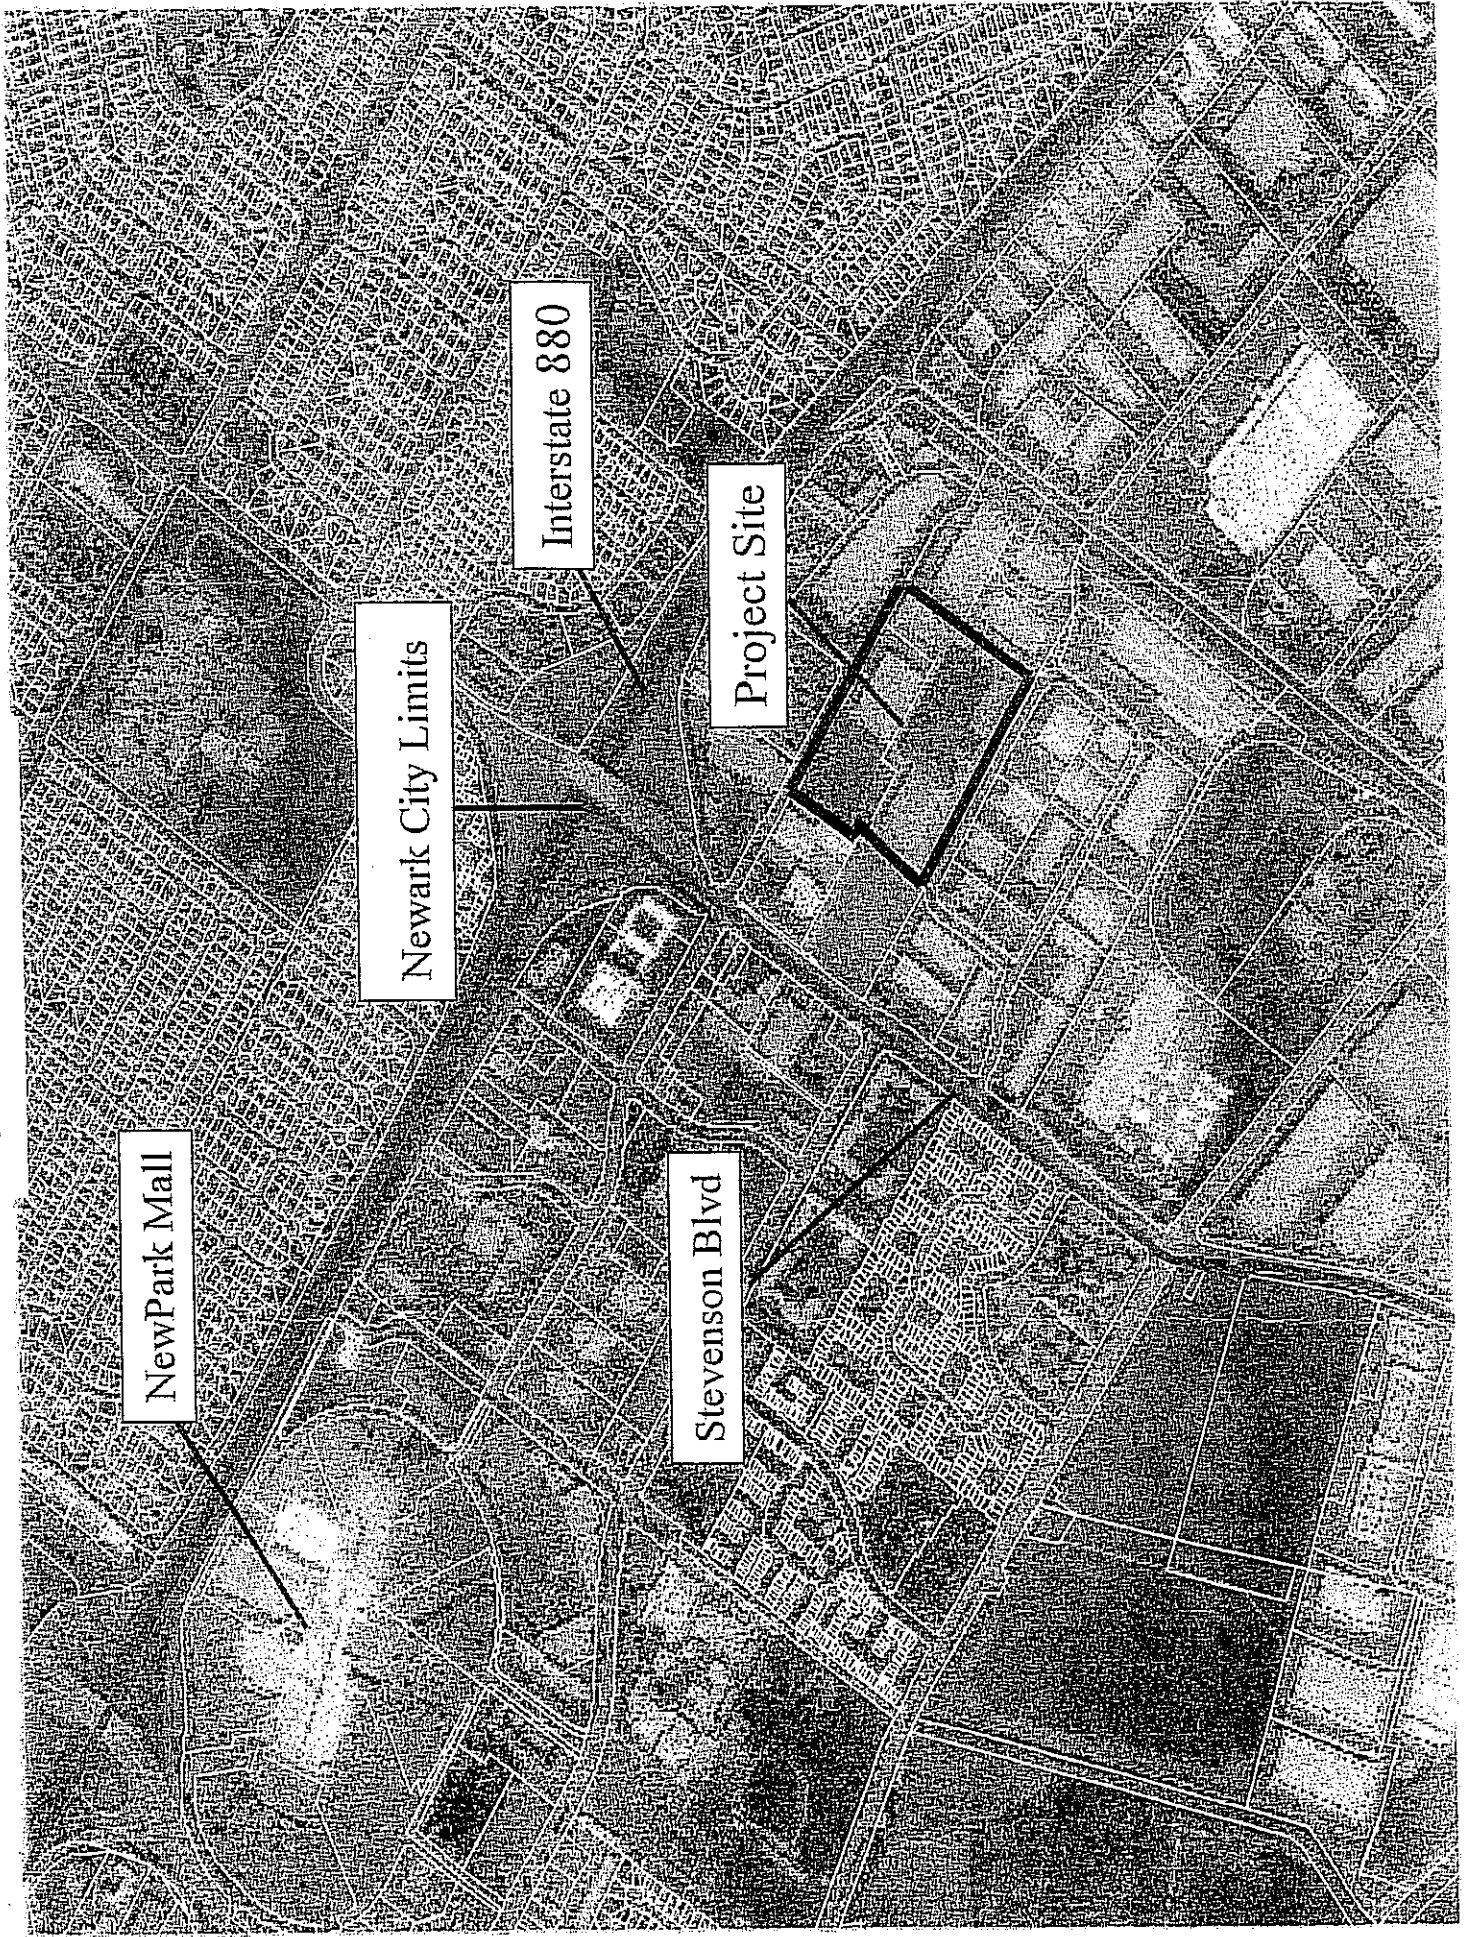 NewPark Mall
Newark City Limits
Interstate 880
Stevenson Blvd
Project Site